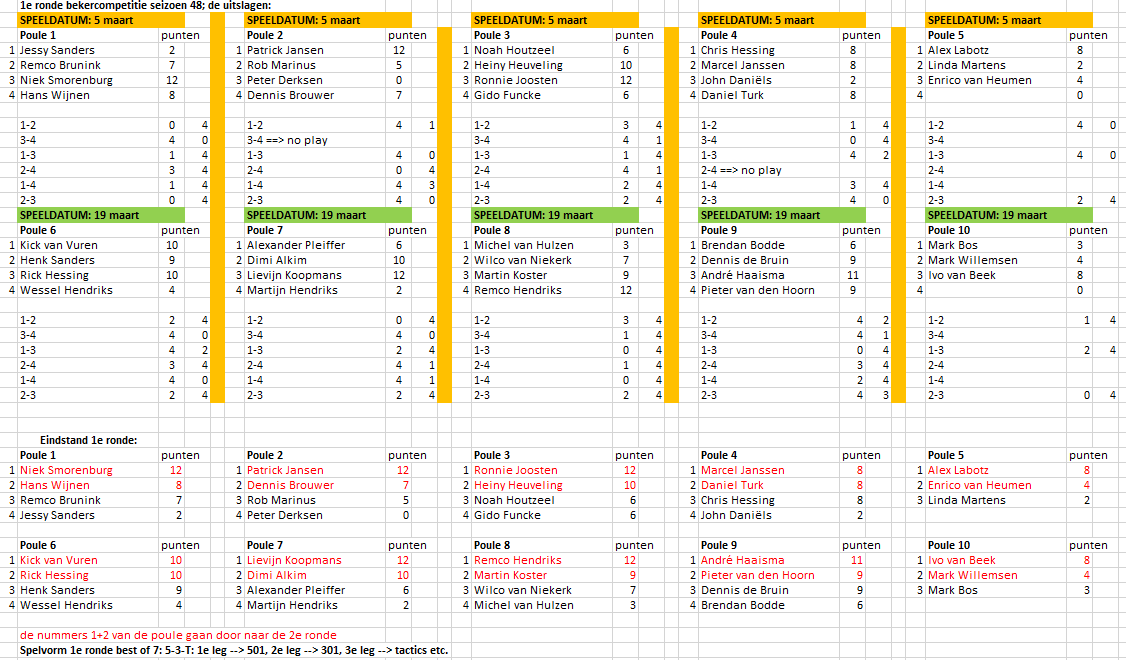 1e ronde bekercompetitie seizoen 48; de uitslagen:
SPEELDATUM: 5 maart SPEELDATUM: 5 maart SPEELDATUM: 5 maart SPEELDATUM: 5 maart SPEELDATUM: 5 maart
Poule 1 punten Poule 2 punten Poule 3 punten Poule 4 punten Poule 5 punten
1 Jessy Sanders 2 1 Patrick Jansen 12 1 Noah Houtzeel 6 1 Chris Hessing 8 1 Alex Labotz 8
2 Remco Brunink 7 2 Rob Marinus 5 2 Heiny Heuveling 10 2 Marcel Janssen 8 2 Linda Martens 2
3 Niek Smorenburg 12 3 Peter Derksen 0 3 Ronnie Joosten 12 3 John Daniëls 2 3 Enrico van Heumen 4
4 Hans Wijnen 8 4 Dennis Brouwer 7 4 Gido Funcke 6 4 Daniel Turk 8 4 0
1-2 0 4 1-2 4 1 1-2 3 4 1-2 1 4 1-2 4 0
3-4 4 0 3-4 ==> no play 3-4 4 1 3-4 0 4 3-4
1-3 1 4 1-3 4 0 1-3 1 4 1-3 4 2 1-3 4 0
2-4 3 4 2-4 0 4 2-4 4 1 2-4 ==> no play 2-4
1-4 1 4 1-4 4 3 1-4 2 4 1-4 3 4 1-4
2-3 0 4 2-3 4 0 2-3 2 4 2-3 4 0 2-3 2 4
SPEELDATUM: 19 maart SPEELDATUM: 19 maart SPEELDATUM: 19 maart SPEELDATUM: 19 maart SPEELDATUM: 19 maart
Poule 6 punten Poule 7 punten Poule 8 punten Poule 9 punten Poule 10 punten
1 Kick van Vuren 10 1 Alexander Pleiffer 6 1 Michel van Hulzen 3 1 Brendan Bodde 6 1 Mark Bos 3
2 Henk Sanders 9 2 Dimi Alkim 10 2 Wilco van Niekerk 7 2 Dennis de Bruin 9 2 Mark Willemsen 4
3 Rick Hessing 10 3 Lievijn Koopmans 12 3 Martin Koster 9 3 André Haaisma 11 3 Ivo van Beek 8
4 Wessel Hendriks 4 4 Martijn Hendriks 2 4 Remco Hendriks 12 4 Pieter van den Hoorn 9 4 0
1-2 2 4 1-2 0 4 1-2 3 4 1-2 4 2 1-2 1 4
3-4 4 0 3-4 4 0 3-4 1 4 3-4 4 1 3-4
1-3 4 2 1-3 2 4 1-3 0 4 1-3 0 4 1-3 2 4
2-4 3 4 2-4 4 1 2-4 1 4 2-4 3 4 2-4
1-4 4 0 1-4 4 1 1-4 0 4 1-4 2 4 1-4
2-3 2 4 2-3 2 4 2-3 2 4 2-3 4 3 2-3 0 4
Eindstand 1e ronde:
Poule 1 punten Poule 2 punten Poule 3 punten Poule 4 punten Poule 5 punten
1 Niek Smorenburg 12 1 Patrick Jansen 12 1 Ronnie Joosten 12 1 Marcel Janssen 8 1 Alex Labotz 8
2 Hans Wijnen 8 2 Dennis Brouwer 7 2 Heiny Heuveling 10 2 Daniel Turk 8 2 Enrico van Heumen 4
3 Remco Brunink 7 3 Rob Marinus 5 3 Noah Houtzeel 6 3 Chris Hessing 8 3 Linda Martens 2
4 Jessy Sanders 2 4 Peter Derksen 0 4 Gido Funcke 6 4 John Daniëls 2
Poule 6 punten Poule 7 punten Poule 8 punten Poule 9 punten Poule 10 punten
1 Kick van Vuren 10 1 Lievijn Koopmans 12 1 Remco Hendriks 12 1 André Haaisma 11 1 Ivo van Beek 8
2 Rick Hessing 10 2 Dimi Alkim 10 2 Martin Koster 9 2 Pieter van den Hoorn 9 2 Mark Willemsen 4
3 Henk Sanders 9 3 Alexander Pleiffer 6 3 Wilco van Niekerk 7 3 Dennis de Bruin 9 3 Mark Bos 3
4 Wessel Hendriks 4 4 Martijn Hendriks 2 4 Michel van Hulzen 3 4 Brendan Bodde 6
de nummers 1+2 van de poule gaan door naar de 2e ronde
Spelvorm 1e ronde best of 7: 5-3-T: 1e leg --> 501, 2e leg --> 301, 3e leg --> tactics etc.